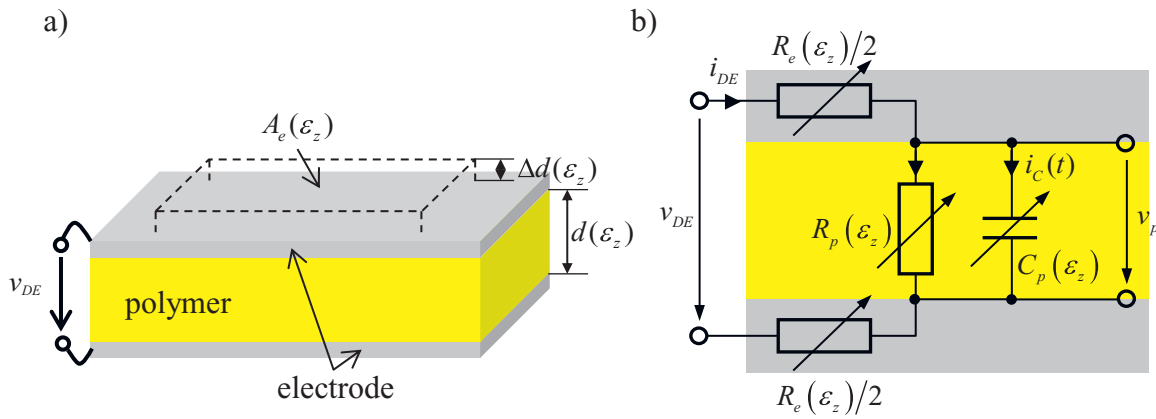 a)
A_e(ε_z)
Δd(ε_z)
d(ε_z)
v_DE
polymer
electrode
b)
R_e(ε_z)/2
i_DE
i_C(t)
v_DE
R_p(ε_z)
C_p(ε_z)
v_p
R_e(ε_z)/2